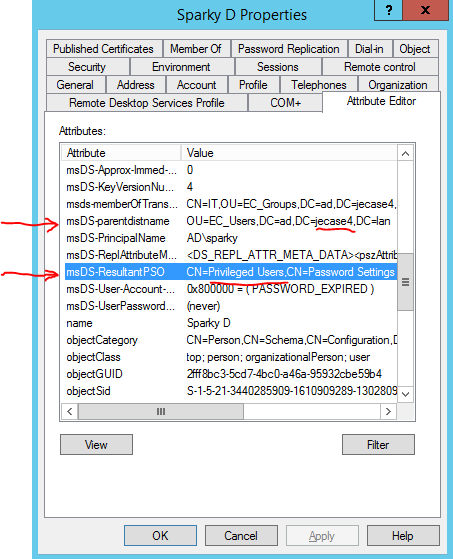 Sparky D Properties
? X
Published Certificates Member Of Password Replication Dial-in Object
Security Environment Sessions Remote control
General Address Account Profile Telephones Organization
Remote Desktop Services Profile COM+ Attribute Editor
Attributes:
Attribute Value
msDS-Approx-Immed-... 0
msDS-KeyVersionNu... 4
msds-memberOfTrans... CN=IT,OU=EC_Groups,DC=ad,DC=jecase4,
msDS-parentdistname OU=EC_Users,DC=ad,DC=jecase4,DC=lan
msDS-PrincipalName AD\sparky
msDS-ReplAttributeM... <DS_REPL_ATTR_META_DATA><pszAttrib
msDS-ResultantPSO CN=Privileged Users,CN=Password Settings
msDS-User-Account-... 0x800000 = ( PASSWORD_EXPIRED )
msDS-UserPassword... (never)
name Sparky D
objectCategory CN=Person,CN=Schema,CN=Configuration,D
objectClass top; person; organizationalPerson; user
objectGUID 2fff8bc3-5cd7-4bc0-a46a-95932cbe59b4
objectSid S-1-5-21-3440285909-1610909289-1302809
View Filter
OK Cancel Apply Help